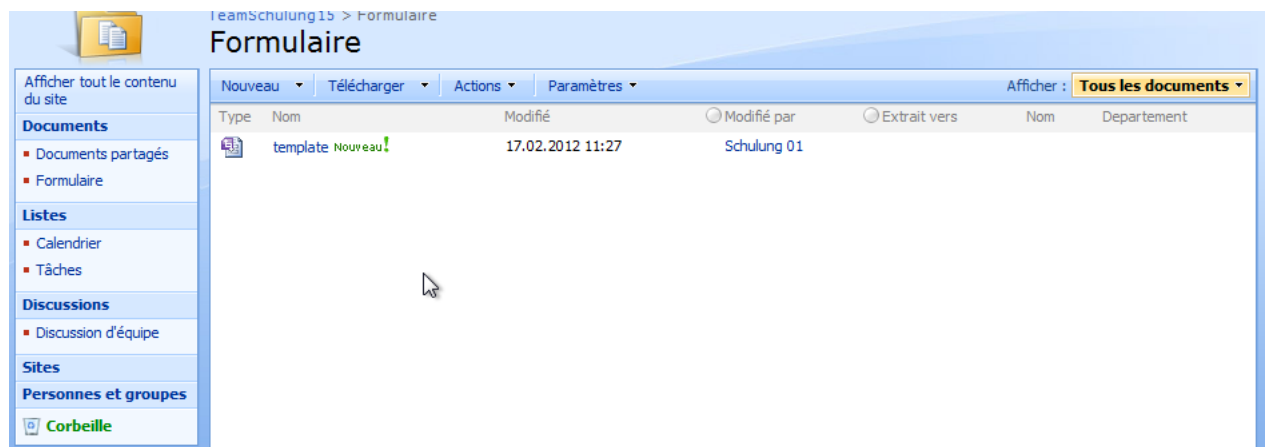 TeamSchulung15 > Formulaire
Formulaire
Afficher tout le contenu
du site
Documents
Documents partagés
Formulaire
Listes
Calendrier
Tâches
Discussions
Discussion d'équipe
Sites
Personnes et groupes
Corbeille
Nouveau Télécharger Actions Paramètres Afficher : Tous les documents
Type Nom Modifié Modifié par Extrait vers Nom Departement
template Nouveau! 17.02.2012 11:27 Schulung 01